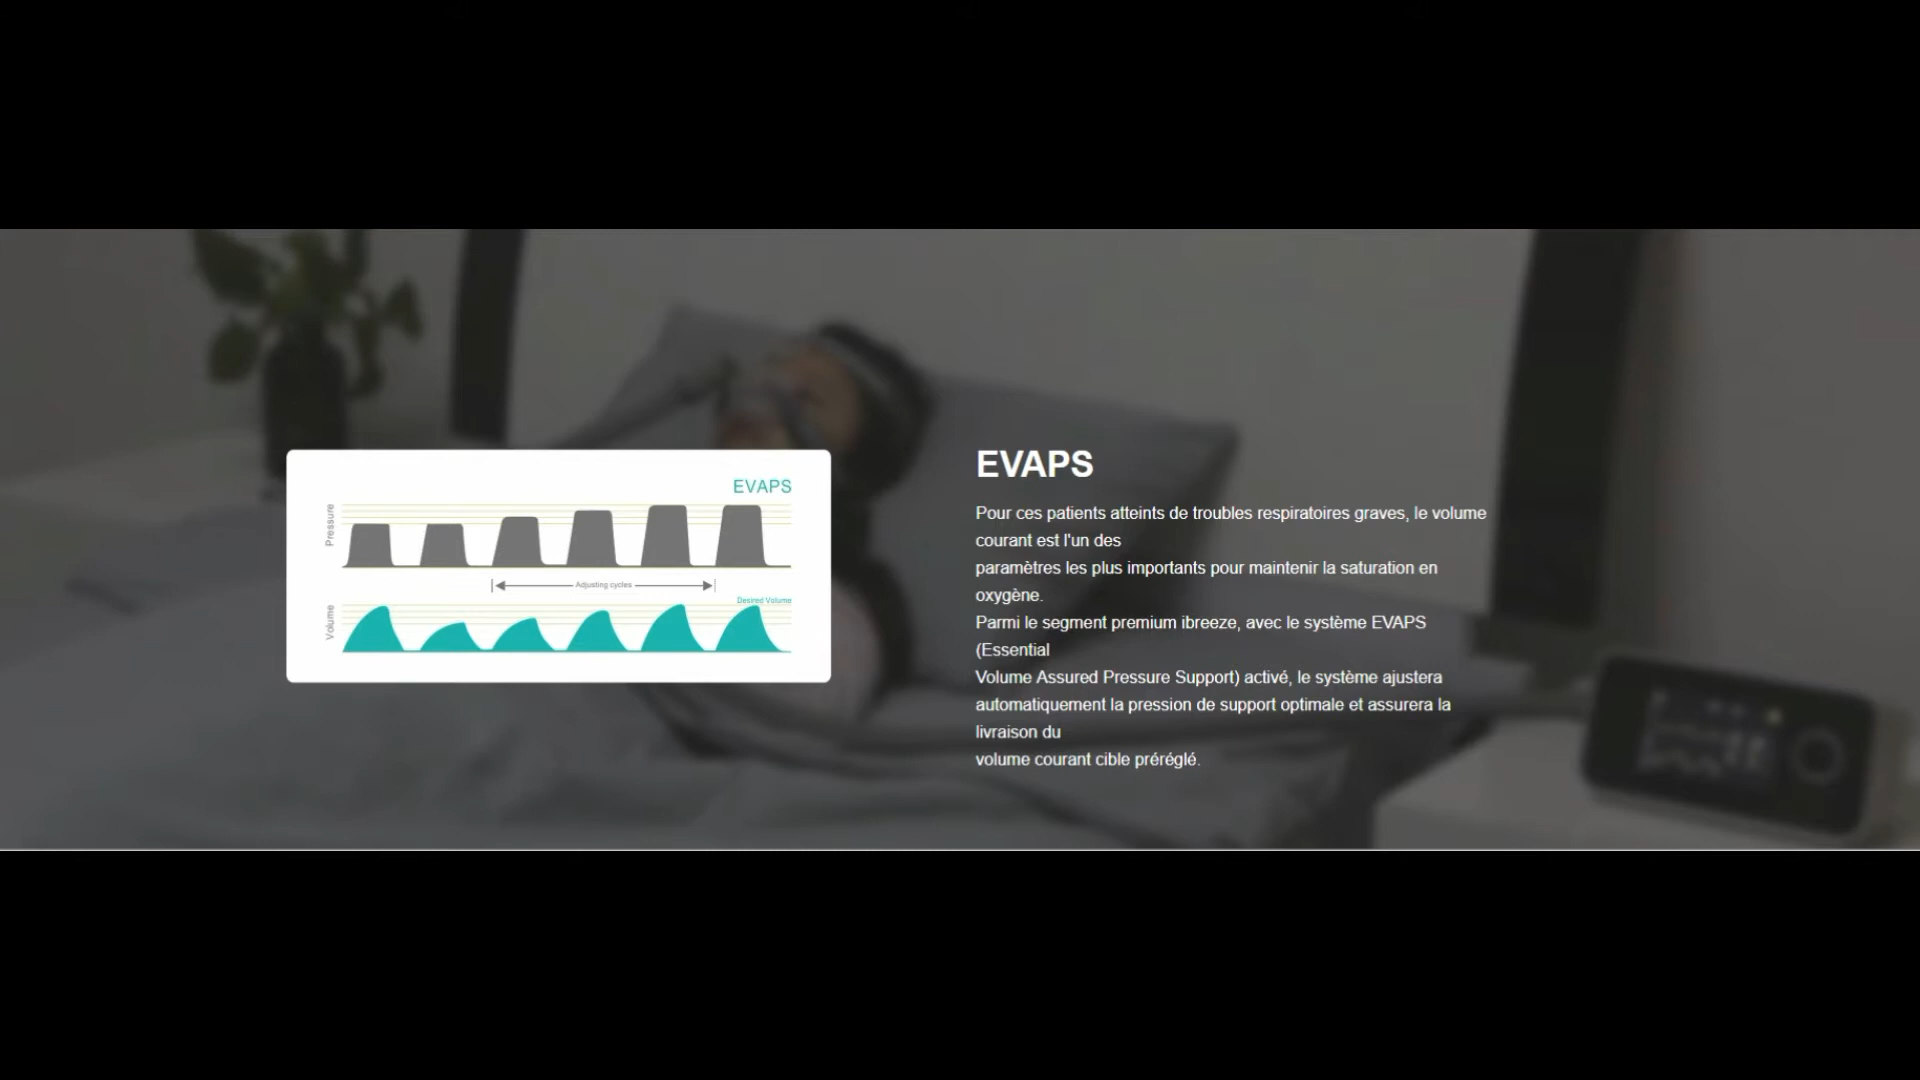 EVAPS
Pressure
Adjusting cycles
Desired Volume
Volume
EVAPS
Pour ces patients atteints de troubles respiratoires graves, le volume
courant est l'un des
paramètres les plus importants pour maintenir la saturation en
oxygène.
Parmi le segment premium ibreeze, avec le système EVAPS
(Essential
Volume Assured Pressure Support) activé, le système ajustera
automatiquement la pression de support optimale et assurera la
livraison du
volume courant cible préréglé.